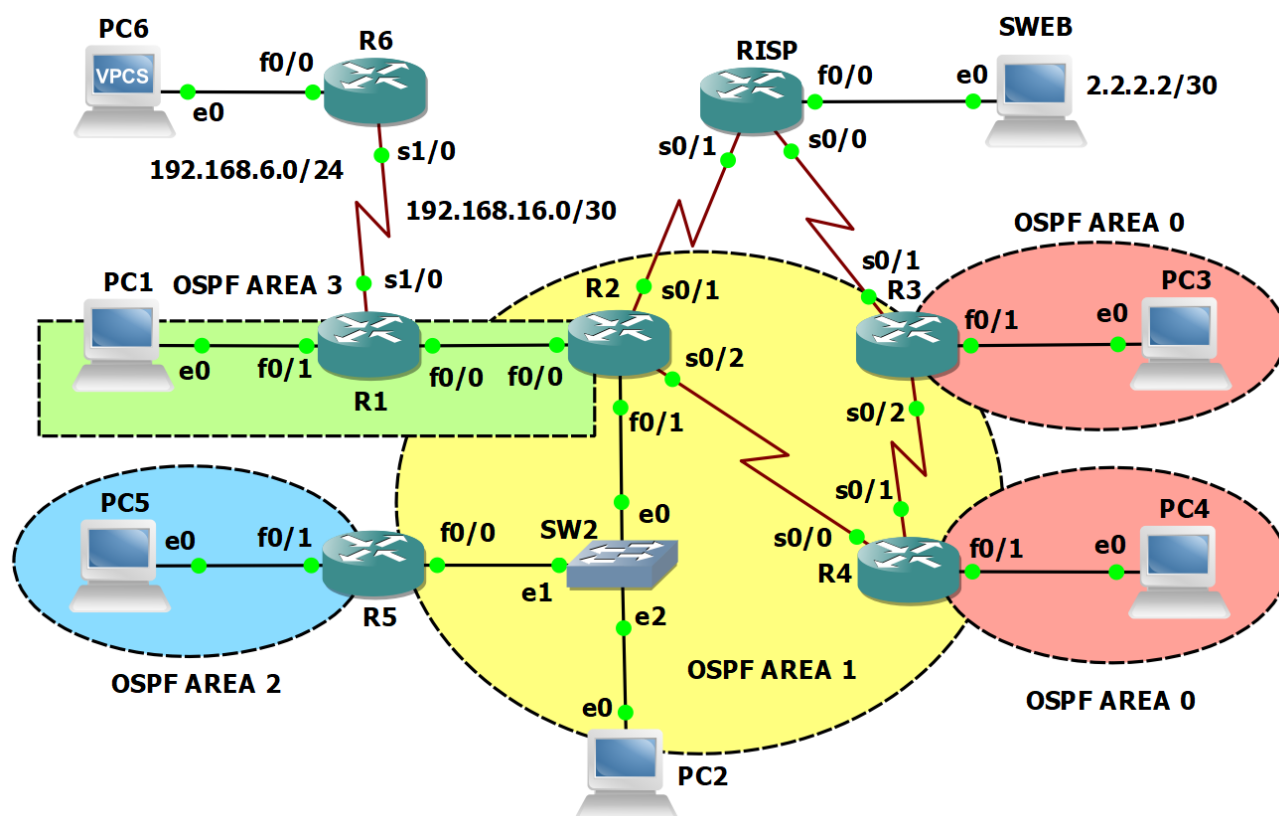 PC6
R6
SWEB
RISP
f0/0
VPCS
e0
f0/0
e0
2.2.2.2/30
s0/1
s0/0
s1/0
192.168.6.0/24
192.168.16.0/30
OSPF AREA 0
s1/0
s0/1
PC1
OSPF AREA 3
R2
s0/1
R3
PC3
e0
f0/1
e0
f0/1
f0/0
f0/0
s0/2
R1
f0/1
s0/2
PC5
s0/1
PC4
e0
f0/1
f0/0
SW2
e0
s0/0
f0/1
e0
R5
e1
R4
e2
OSPF AREA 2
OSPF AREA 1
OSPF AREA 0
e0
PC2